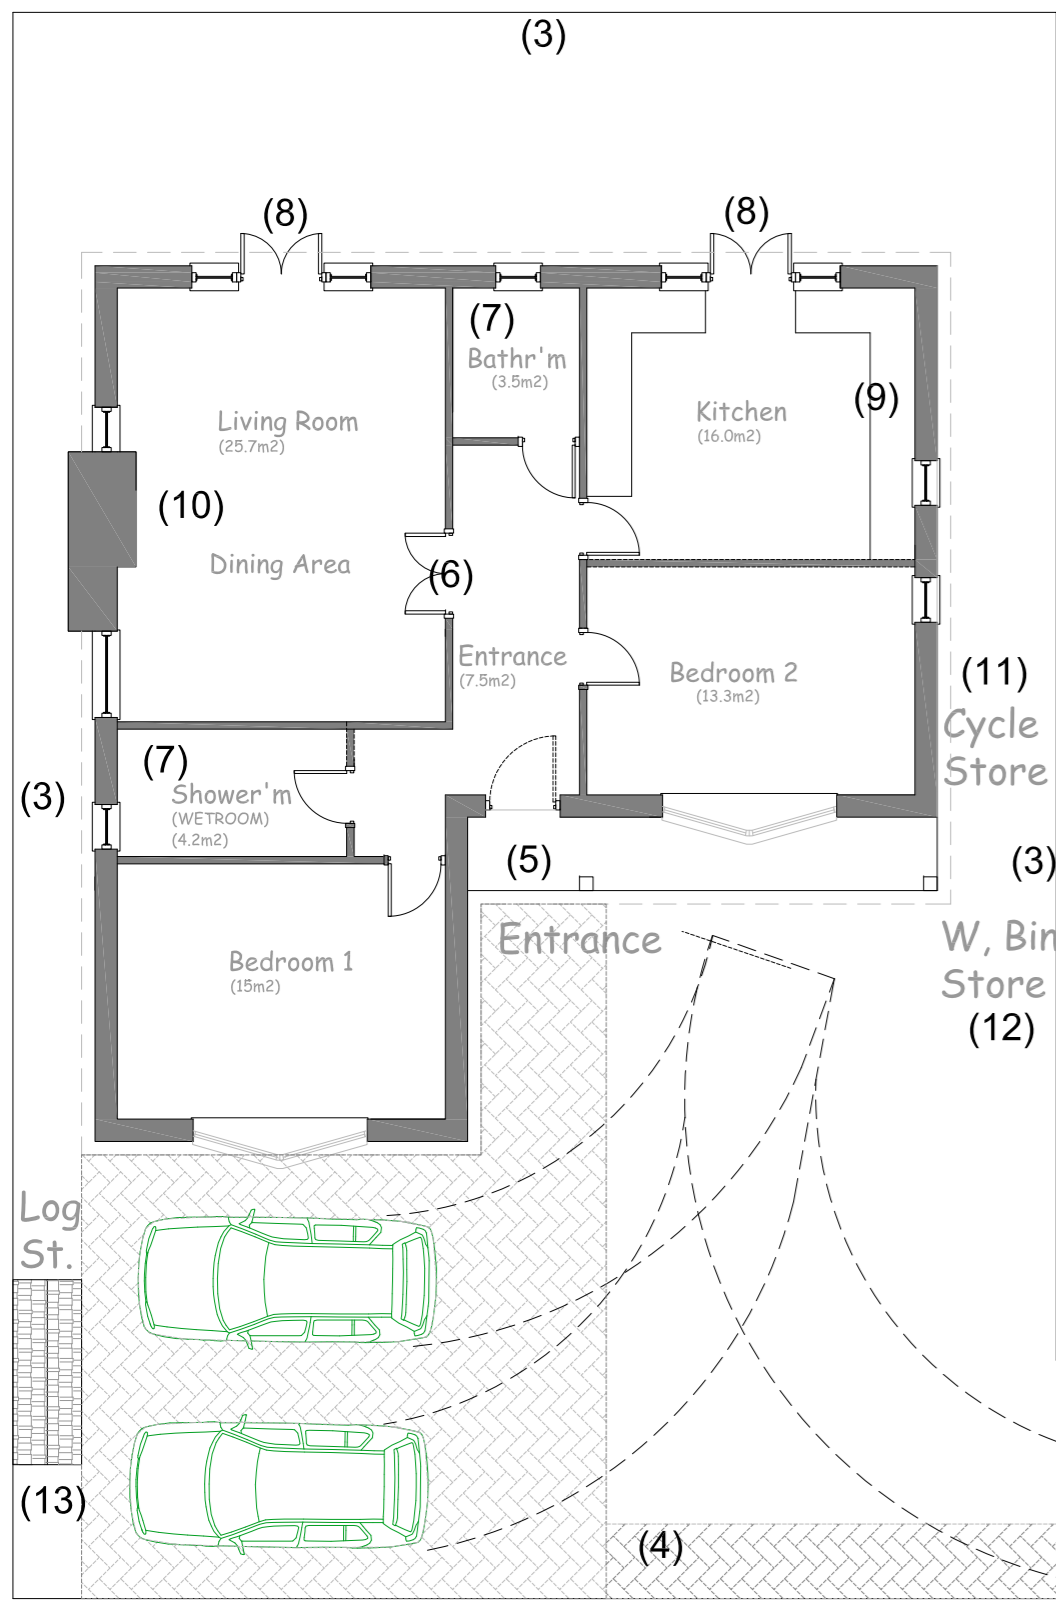 (3)
(8)
(8)
(7)
Bathr'm
(3.5m2)
Living Room
(25.7m2)
Kitchen
(16.0m2)
(9)
(10)
Dining Area
(6)
Entrance
(7.5m2)
Bedroom 2
(13.3m2)
(11)
Cycle
Store
(7)
Shower'm
(WETROOM)
(4.2m2)
(3)
(5)
(3)
Entrance
W, Bin
Store
(12)
Bedroom 1
(15m2)
Log
St.
(13)
(4)